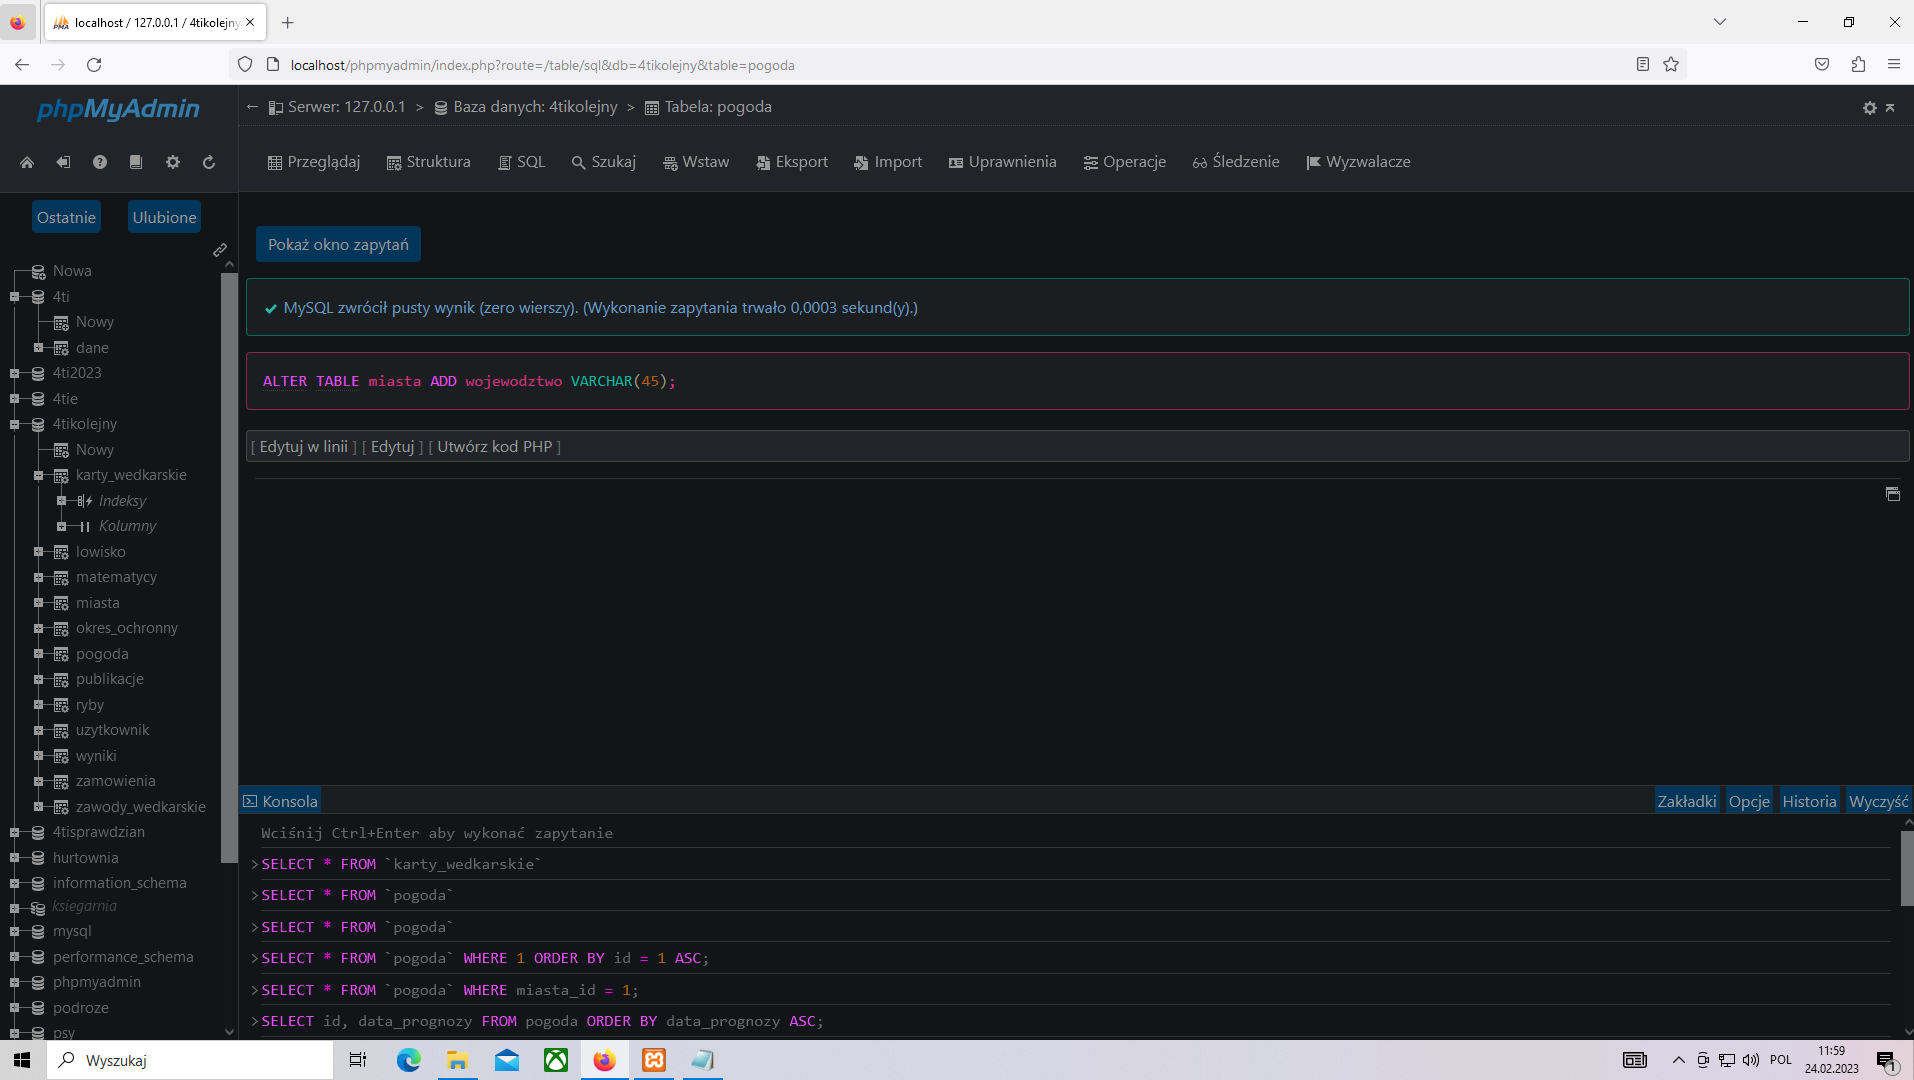 localhost / 127.0.0.1 / 4tikolejny
localhost/phpmyadmin/index.php?route=/table/sql&db=4tikolejny&table=pogoda
phpMyAdmin
Serwer: 127.0.0.1 > Baza danych: 4tikolejny > Tabela: pogoda
Przeglądaj Struktura SQL Szukaj Wstaw Eksport Import Uprawnienia Operacje Śledzenie Wyzwalacze
Ostatnie Ulubione
Nowa
4ti
Nowy
dane
4ti2023
4tie
4tikolejny
Nowy
karty_wedkarskie
Indeksy
Kolumny
lowisko
matematycy
miasta
okres_ochronny
pogoda
publikacje
ryby
uzytkownik
wyniki
zamowienia
zawody_wedkarskie
4tisprawdzian
hurtownia
information_schema
ksiegarnia
mysql
performance_schema
phpmyadmin
podroze
psy
Pokaż okno zapytań
MySQL zwrócił pusty wynik (zero wierszy). (Wykonanie zapytania trwało 0,0003 sekund(y).)
ALTER TABLE miasta ADD wojewodztwo VARCHAR(45);
[ Edytuj w linii ] [ Edytuj ] [ Utwórz kod PHP ]
Konsola Zakładki Opcje Historia Wyczyść
Wciśnij Ctrl+Enter aby wykonać zapytanie
>SELECT * FROM `karty_wedkarskie`
>SELECT * FROM `pogoda`
>SELECT * FROM `pogoda`
>SELECT * FROM `pogoda` WHERE 1 ORDER BY id = 1 ASC;
>SELECT * FROM `pogoda` WHERE miasta_id = 1;
>SELECT id, data_prognozy FROM pogoda ORDER BY data_prognozy ASC;
Wyszukaj
POL
11:59
24.02.2023
1